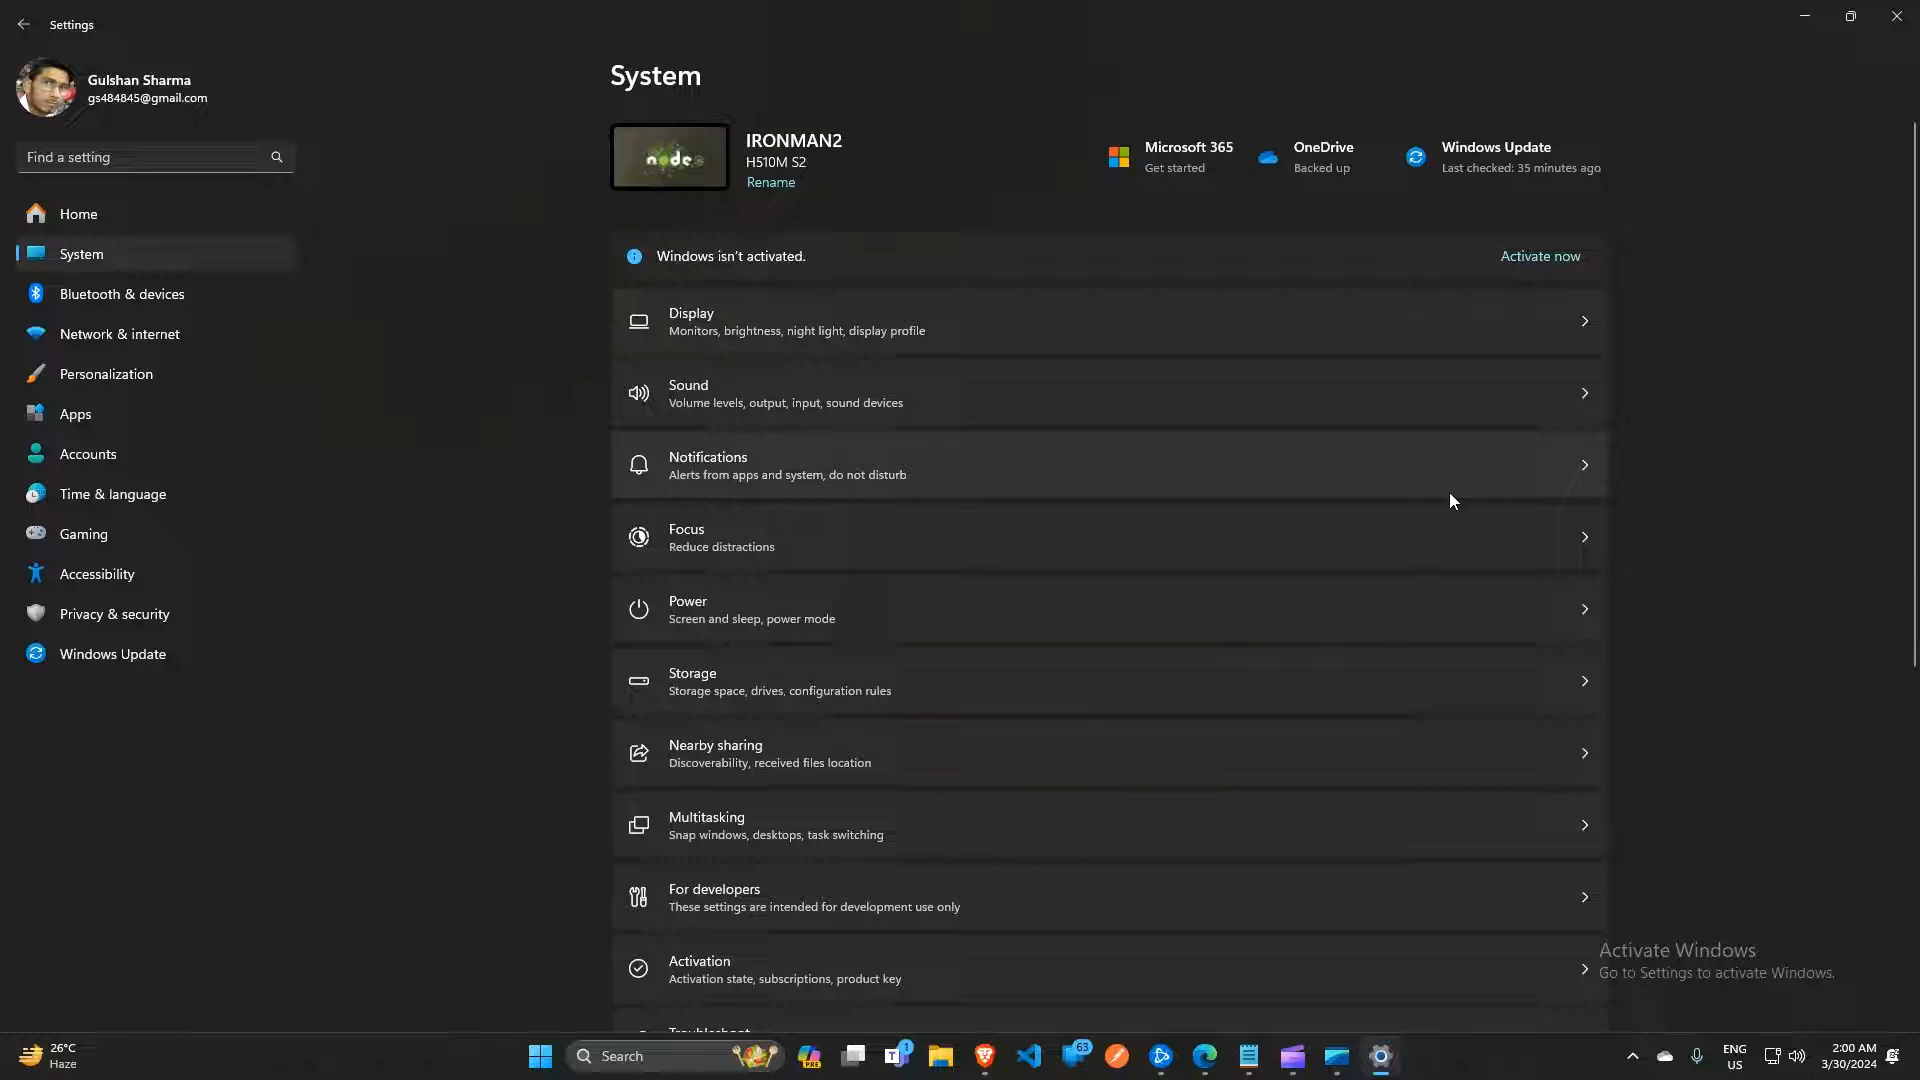 Settings
Gulshan Sharma
gs484845@gmail.com
Find a setting
Home
System
Bluetooth & devices
Network & internet
Personalization
Apps
Accounts
Time & language
Gaming
Accessibility
Privacy & security
Windows Update
System
node
IRONMAN2
H510M S2
Rename
Microsoft 365
Get started
OneDrive
Backed up
Windows Update
Last checked: 35 minutes ago
Windows isn't activated.
Activate now
Display
Monitors, brightness, night light, display profile
Sound
Volume levels, output, input, sound devices
Notifications
Alerts from apps and system, do not disturb
Focus
Reduce distractions
Power
Screen and sleep, power mode
Storage
Storage space, drives, configuration rules
Nearby sharing
Discoverability, received files location
Multitasking
Snap windows, desktops, task switching
For developers
These settings are intended for development use only
Activation
Activation state, subscriptions, product key
Troubleshoot
Activate Windows
Go to Settings to activate Windows.
26°C
Haze
Search
PRE
T
1
63
ENG
US
2:00 AM
3/30/2024